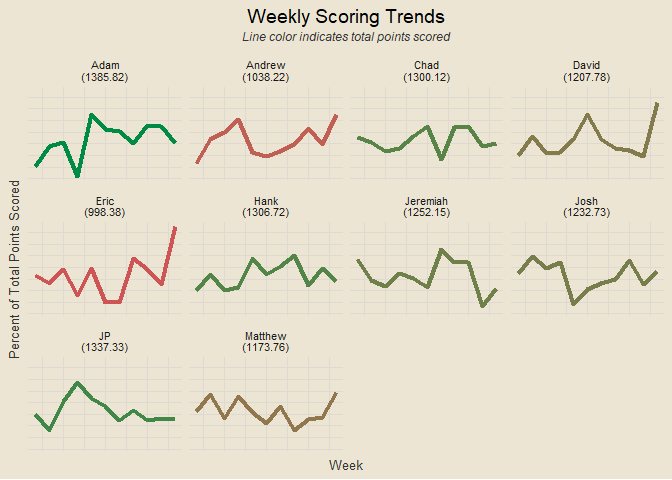 Weekly Scoring Trends
Line color indicates total points scored
Adam
(1385.82)
Andrew
(1038.22)
Chad
(1300.12)
David
(1207.78)
Eric
(998.38)
Hank
(1306.72)
Jeremiah
(1252.15)
Josh
(1232.73)
JP
(1337.33)
Matthew
(1173.76)
Percent of Total Points Scored
Week